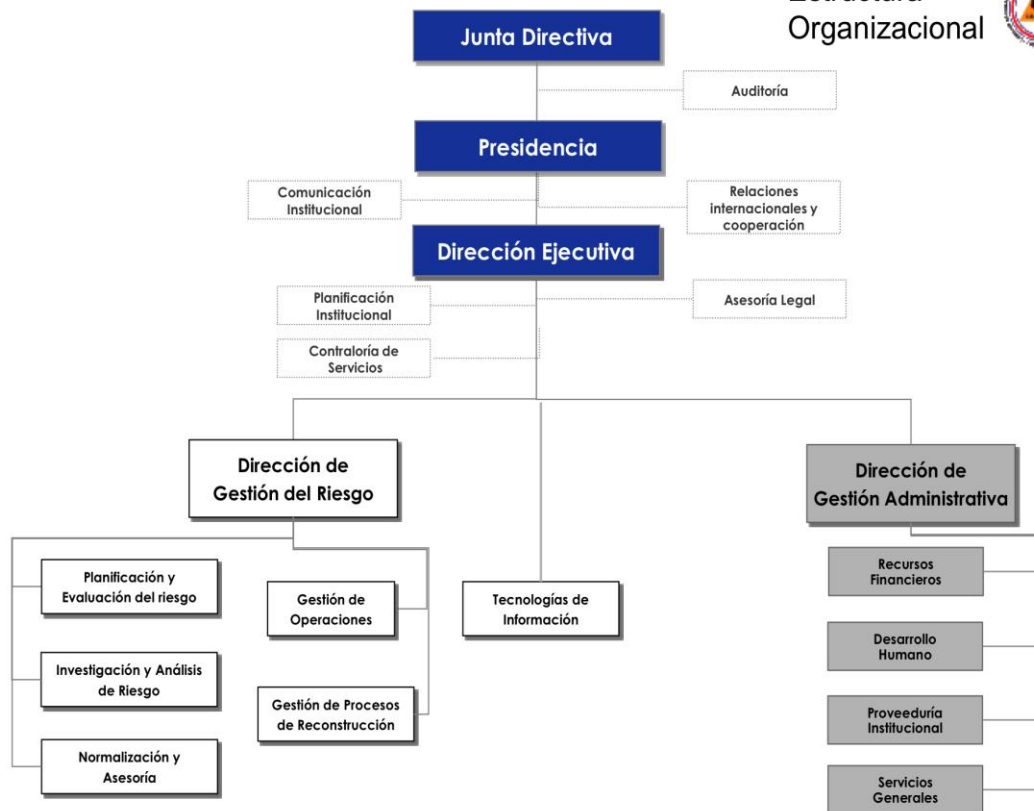 Organizacional
Junta Directiva
Auditoría
Presidencia
Comunicación
Institucional
Relaciones
internacionales y
cooperación
Dirección Ejecutiva
Planificación
Institucional
Asesoría Legal
Contraloría de
Servicios
Dirección de
Gestión del Riesgo
Dirección de
Gestión Administrativa
Planificación y
Evaluación del riesgo
Gestión de
Operaciones
Tecnologías de
Información
Recursos
Financieros
Investigación y Análisis
de Riesgo
Desarrollo
Humano
Gestión de Procesos
de Reconstrucción
Proveeduría
Institucional
Normalización y
Asesoría
Servicios
Generales